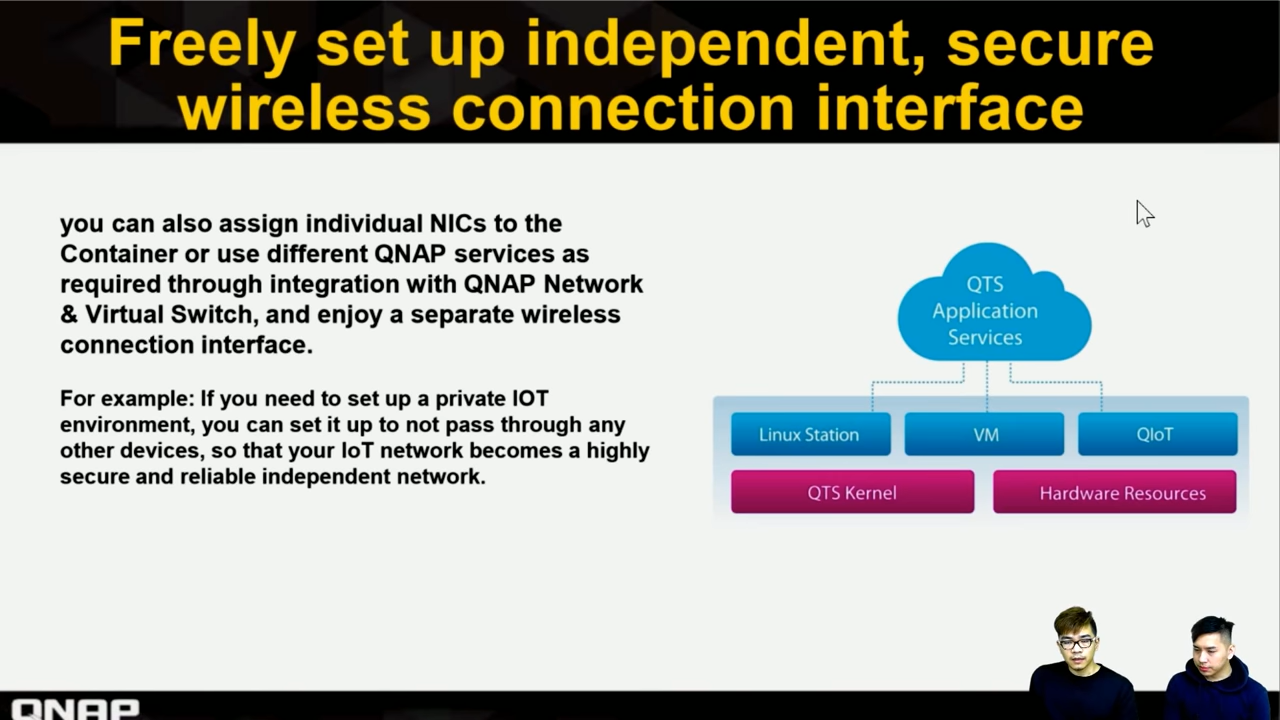 Freely set up independent, secure
wireless connection interface
you can also assign individual NICs to the
Container or use different QNAP services as
required through integration with QNAP Network
& Virtual Switch, and enjoy a separate wireless
connection interface.
For example: If you need to set up a private IOT
environment, you can set it up to not pass through any
other devices, so that your IoT network becomes a highly
secure and reliable independent network.
QTS
Application
Services
Linux Station
VM
QIoT
QTS Kernel
Hardware Resources
QNAP